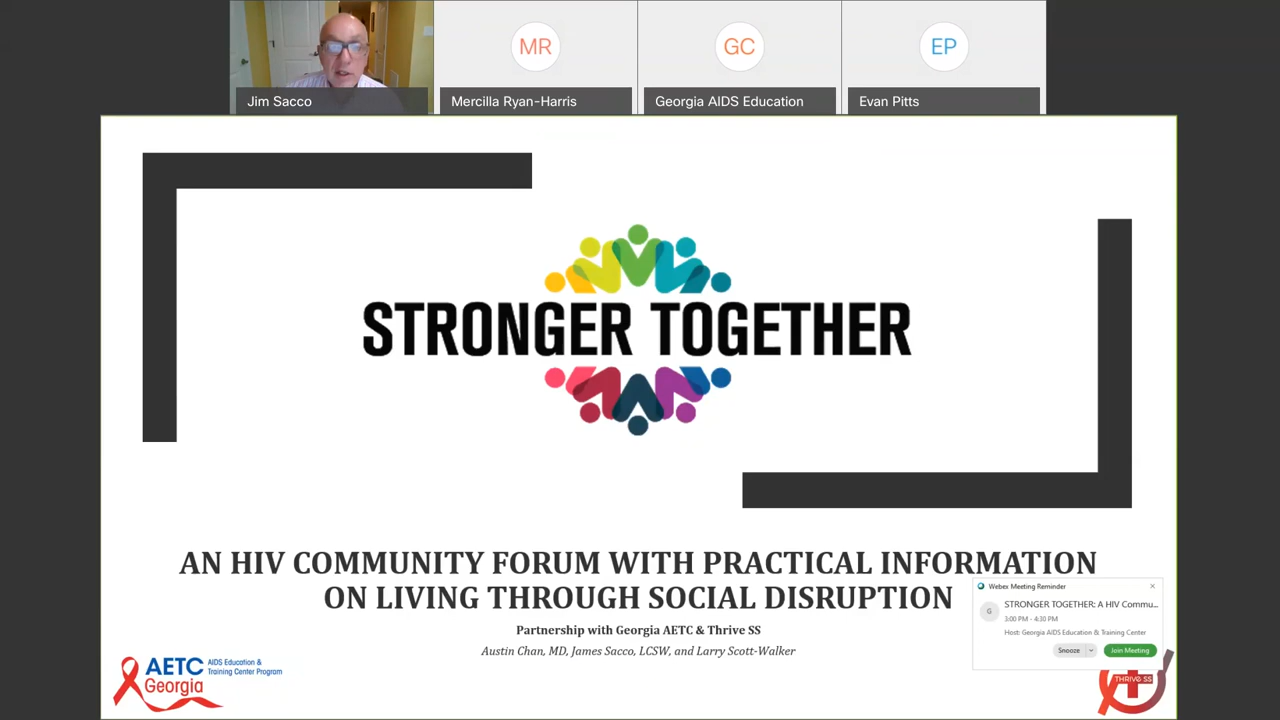 MR
GC
EP
Jim Sacco
Mercilla Ryan-Harris
Georgia AIDS Education
Evan Pitts
STRONGER TOGETHER
AN HIV COMMUNITY FORUM WITH PRACTICAL INFORMATION
ON LIVING THROUGH SOCIAL DISRUPTION
Partnership with Georgia AETC & Thrive SS
Austin Chan, MD, James Sacco, LCSW, and Larry Scott-Walker
Webex Meeting Reminder
G
STRONGER TOGETHER: A HIV Commu...
3:00 PM - 4:30 PM
Host: Georgia AIDS Education & Training Center
Snooze
Join Meeting
AETC
Georgia
AIDS Education &
Training Center Program
THRIVE SS